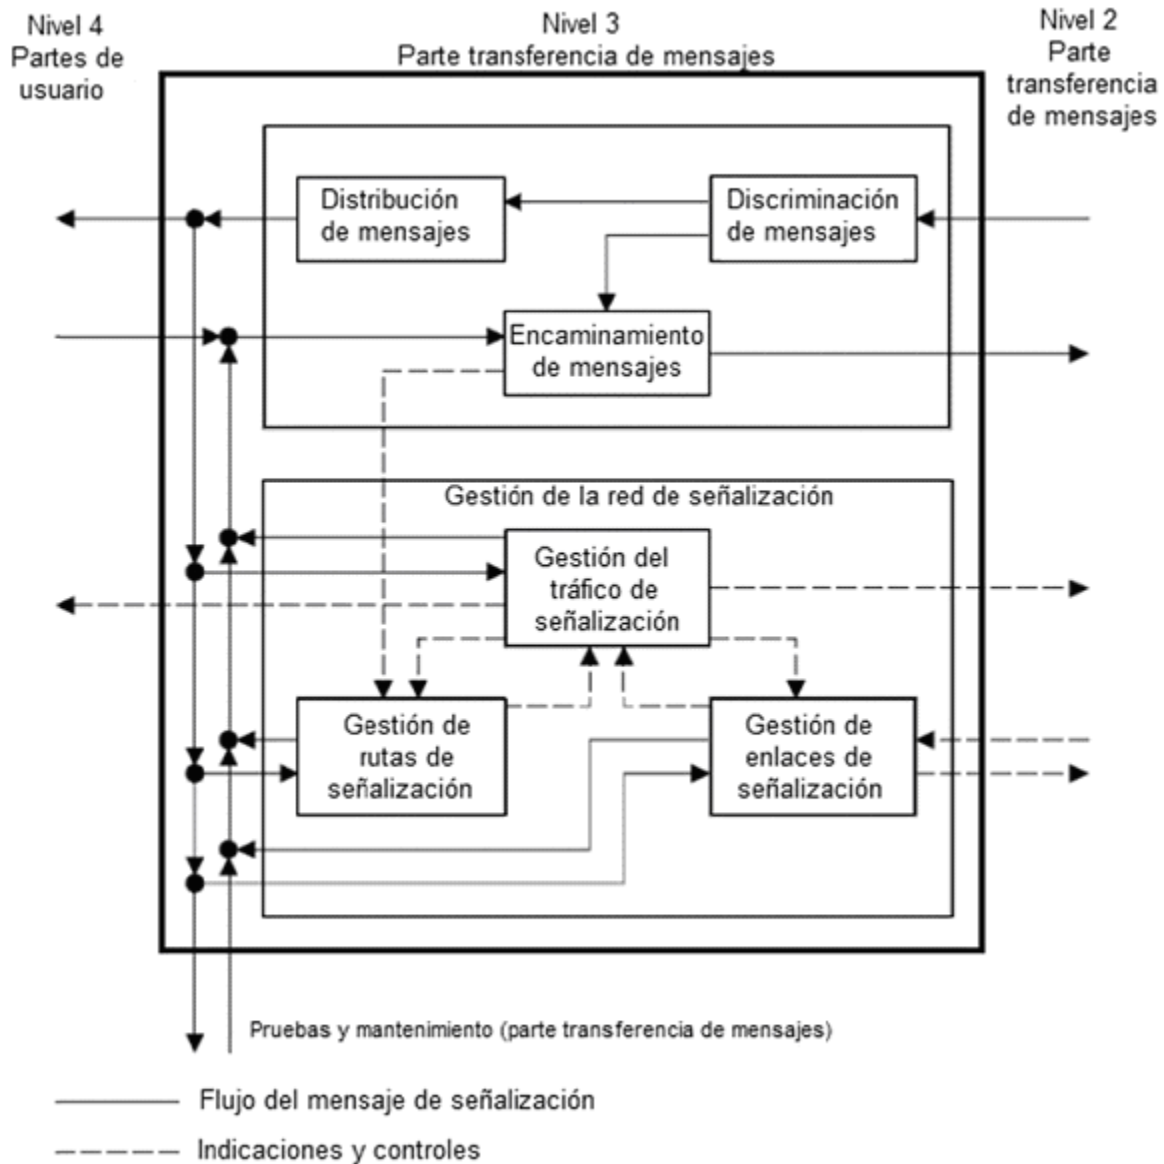 Nivel 4
Partes de
usuario
Nivel 3
Parte transferencia de mensajes
Nivel 2
Parte
transferencia
de mensajes
Distribución
de mensajes
Discriminación
de mensajes
Encaminamiento
de mensajes
Gestión de la red de señalización
Gestión del
tráfico de
señalización
Gestión de
rutas de
señalización
Gestión de
enlaces de
señalización
Pruebas y mantenimiento (parte transferencia de mensajes)
Flujo del mensaje de señalización
Indicaciones y controles